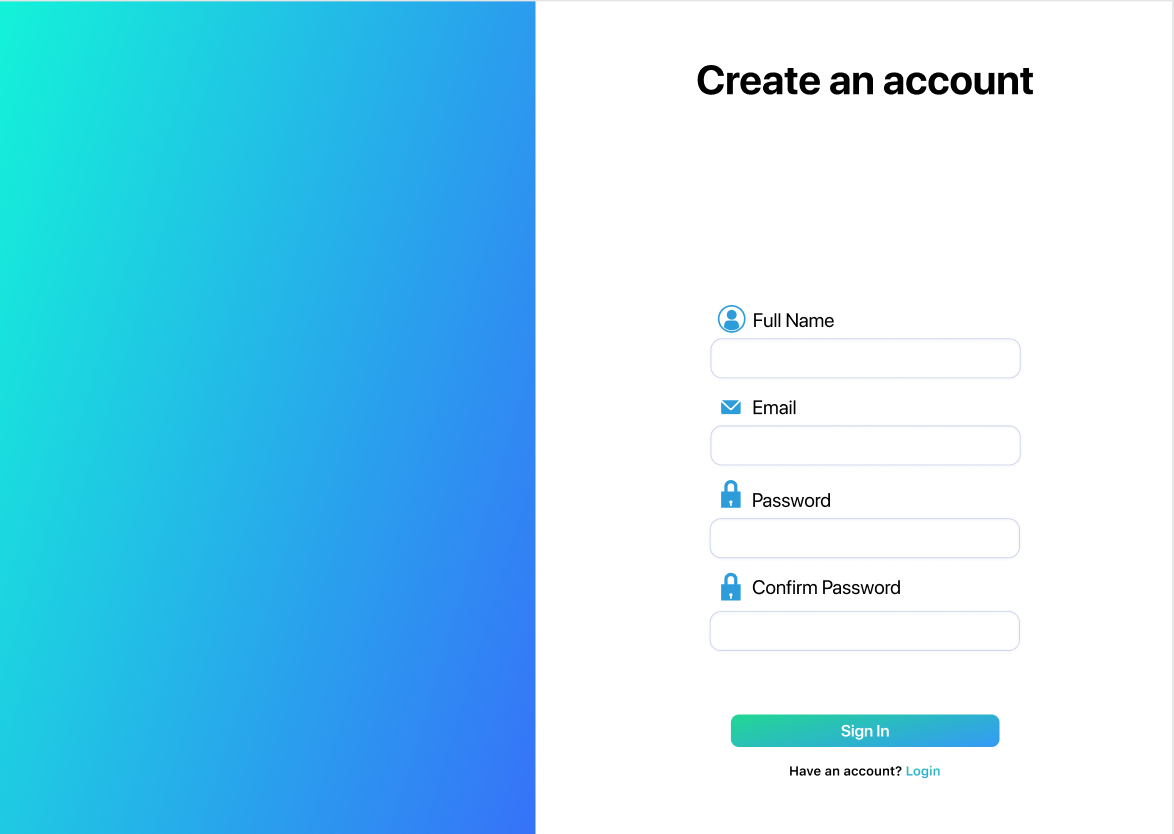 Create an account
Full Name
Email
Password
Confirm Password
Sign In
Have an account? Login